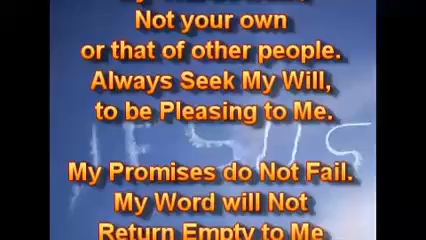 Not your own
or that of other people.
Always Seek My Will,
to be Pleasing to Me.
JESUS
My Promises do Not Fail.
My Word will Not
Return Empty to Me